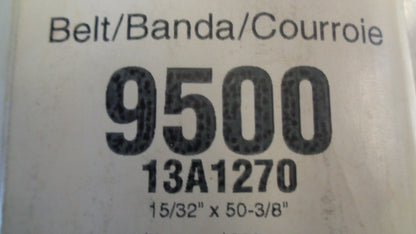 Belt/Banda/Courroie
9500
13A1270
15/32" x 50-3/8"